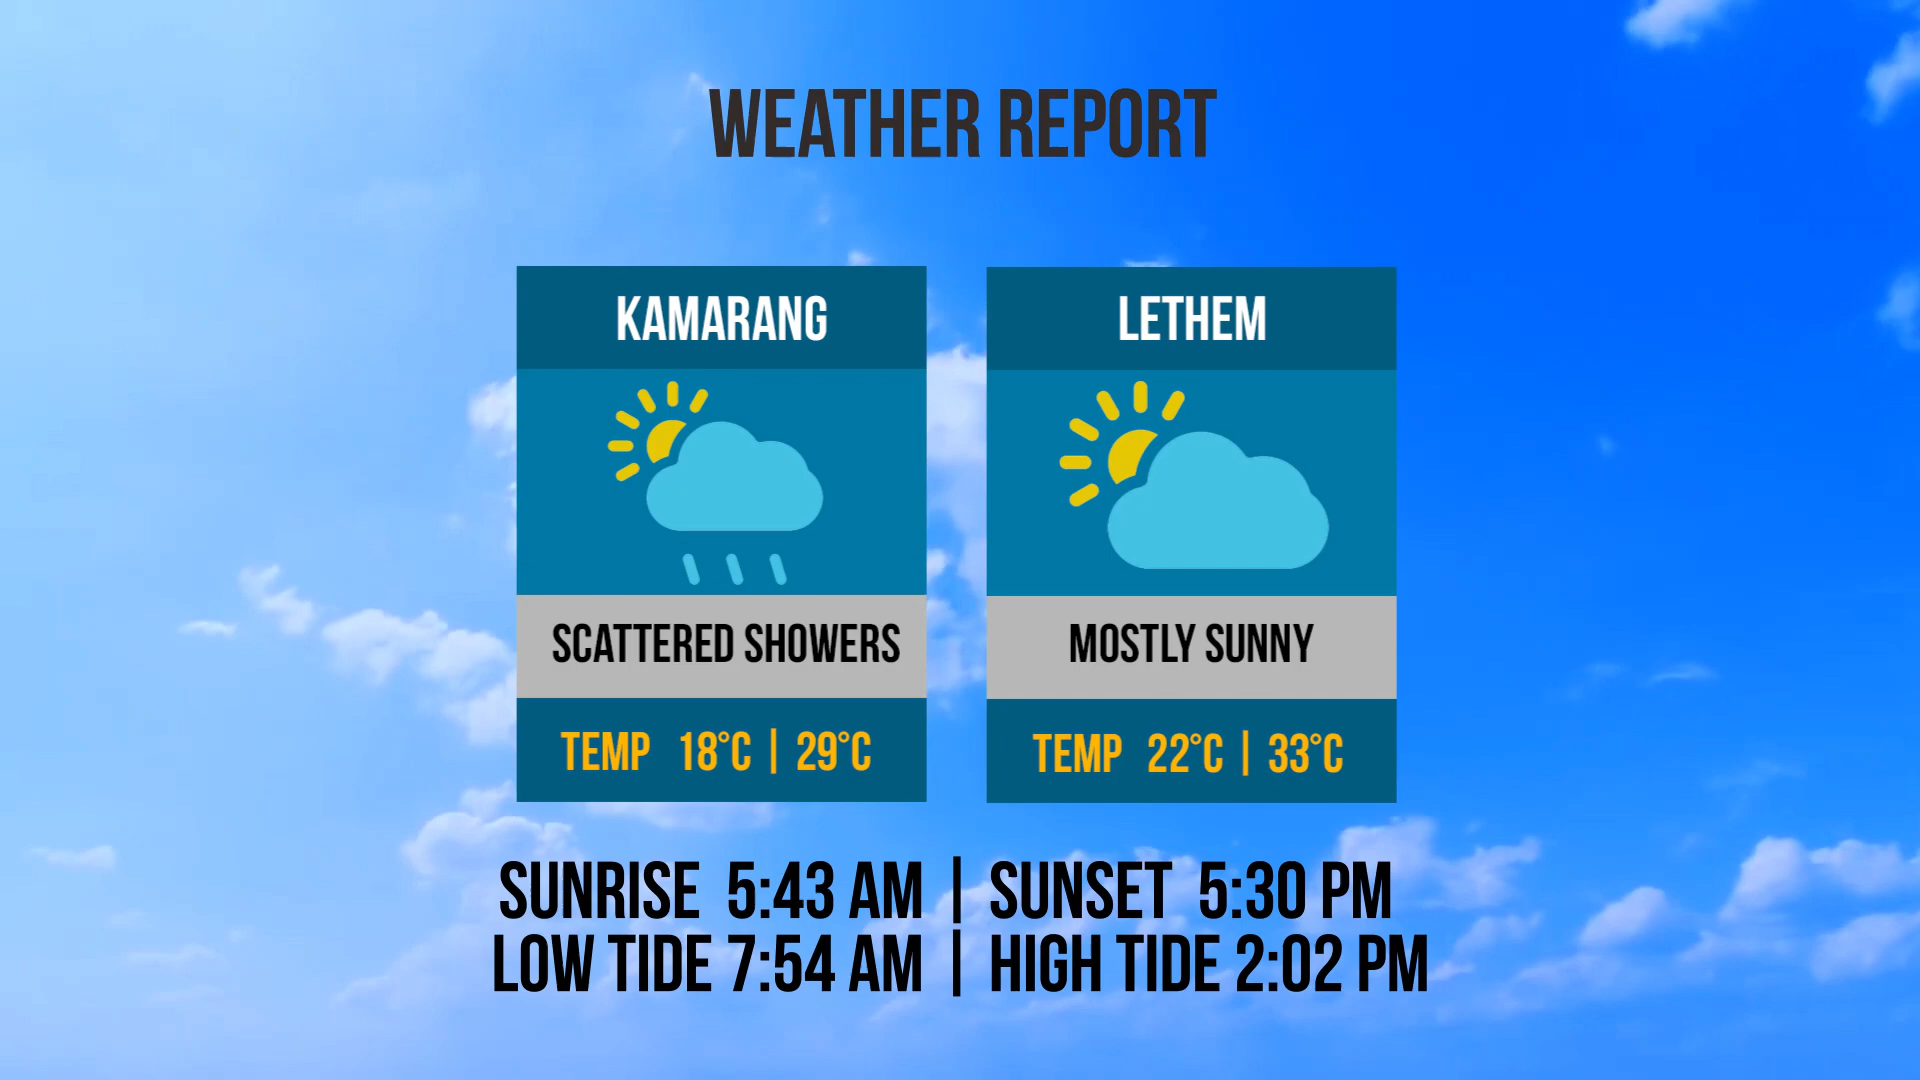 WEATHER REPORT
KAMARANG
SCATTERED SHOWERS
TEMP 18°C | 29°C
LETHEM
MOSTLY SUNNY
TEMP 22°C | 33°C
SUNRISE 5:43 AM | SUNSET 5:30 PM
LOW TIDE 7:54 AM | HIGH TIDE 2:02 PM